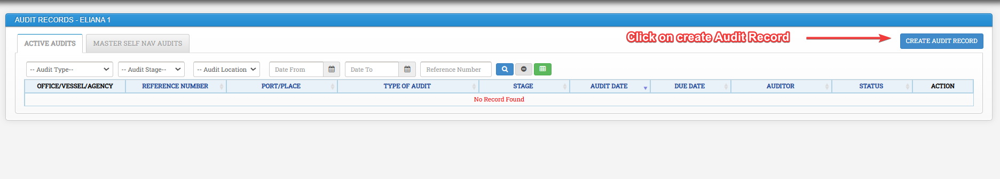 AUDIT RECORDS - ELIANA 1
ACTIVE AUDITS MASTER SELF NAV AUDITS Click on create Audit Record CREATE AUDIT RECORD
-- Audit Type-- -- Audit Stage-- -- Audit Location Date From Date To Reference Number
OFFICE/VESSEL/AGENCY REFERENCE NUMBER PORT/PLACE TYPE OF AUDIT STAGE AUDIT DATE DUE DATE AUDITOR STATUS ACTION
No Record Found